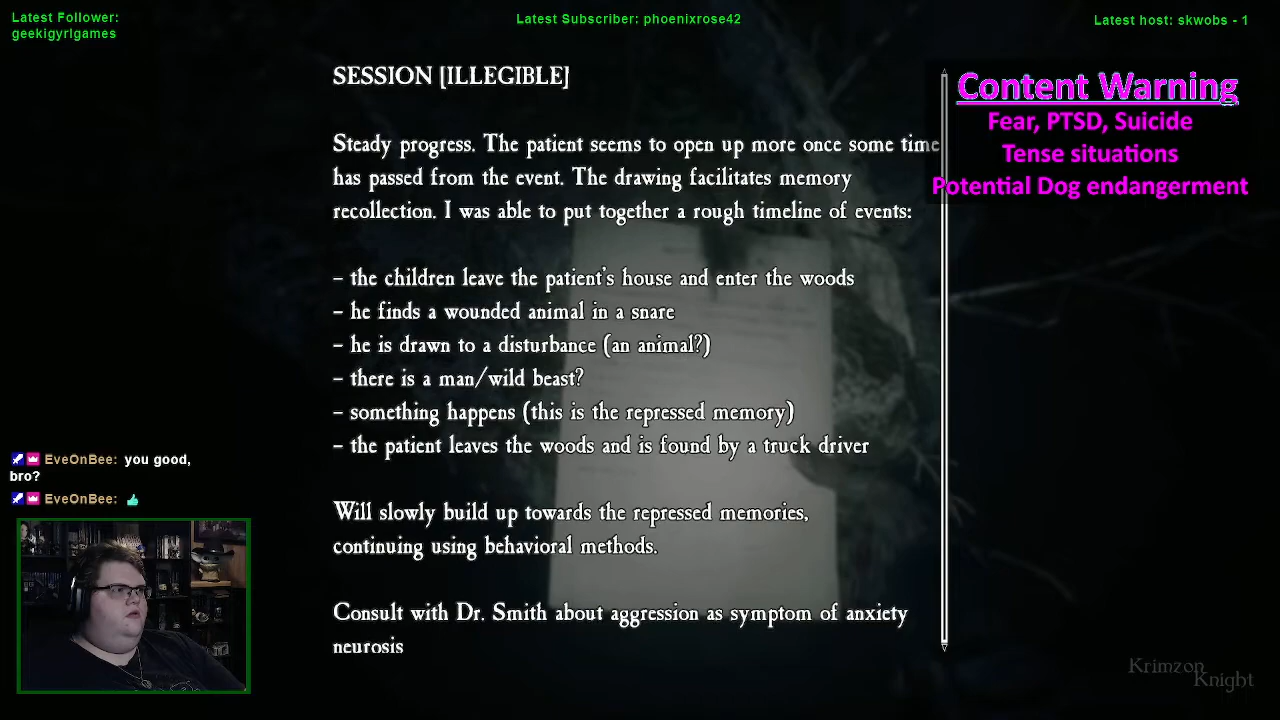 Latest Follower:
geekigyrlgames
Latest Subscriber: phoenixrose42
Latest host: skwobs - 1
SESSION [ILLEGIBLE]
Steady progress. The patient seems to open up more once some time
has passed from the event. The drawing facilitates memory
recollection. I was able to put together a rough timeline of events:
– the children leave the patient's house and enter the woods
– he finds a wounded animal in a snare
– he is drawn to a disturbance (an animal?)
– there is a man/wild beast?
– something happens (this is the repressed memory)
– the patient leaves the woods and is found by a truck driver
Will slowly build up towards the repressed memories,
continuing using behavioral methods.
Consult with Dr. Smith about aggression as symptom of anxiety
neurosis
Content Warning
Fear, PTSD, Suicide
Tense situations
Potential Dog endangerment
EveOnBee: you good,
bro?
EveOnBee:
Krimzon
Knight